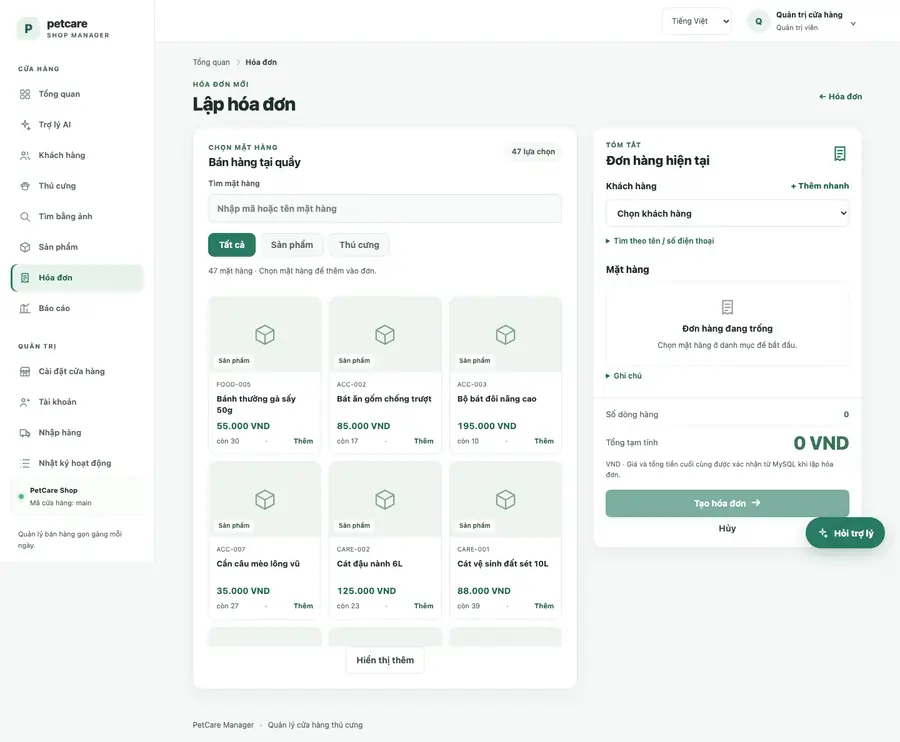 P
petcare
SHOP MANAGER
CỬA HÀNG
Tổng quan
Trợ lý AI
Khách hàng
Thú cưng
Tìm bằng ảnh
Sản phẩm
Hóa đơn
Báo cáo
QUẢN TRỊ
Cài đặt cửa hàng
Tài khoản
Nhập hàng
Nhật ký hoạt động
PetCare Shop
Mã cửa hàng: main
Quản lý bán hàng gọn gàng mỗi
ngày.
Tiếng Việt
Q
Quản trị cửa hàng
Quản trị viên
Tổng quan > Hóa đơn
HÓA ĐƠN MỚI
Lập hóa đơn
← Hóa đơn
CHỌN MẶT HÀNG
Bán hàng tại quầy
47 lựa chọn
Tìm mặt hàng
Nhập mã hoặc tên mặt hàng
Tất cả
Sản phẩm
Thú cưng
47 mặt hàng · Chọn mặt hàng để thêm vào đơn.
Sản phẩm
FOOD-005
Bánh thưởng gà sấy
50g
55.000 VND
còn 30 · Thêm
Sản phẩm
ACC-002
Bát ăn gốm chống trượt
85.000 VND
còn 17 · Thêm
Sản phẩm
ACC-003
Bộ bát đôi nâng cao
195.000 VND
còn 10 · Thêm
Sản phẩm
ACC-007
Cần câu mèo lông vũ
35.000 VND
còn 27 · Thêm
Sản phẩm
CARE-002
Cát đậu nành 6L
125.000 VND
còn 23 · Thêm
Sản phẩm
CARE-001
Cát vệ sinh đất sét 10L
88.000 VND
còn 39 · Thêm
Hiển thị thêm
TÓM TẮT
Đơn hàng hiện tại
Khách hàng
+ Thêm nhanh
Chọn khách hàng
▸ Tìm theo tên / số điện thoại
Mặt hàng
Đơn hàng đang trống
Chọn mặt hàng ở danh mục để bắt đầu.
▸ Ghi chú
Số dòng hàng 0
Tổng tạm tính 0 VND
VND · Giá và tổng tiền cuối cùng được xác nhận từ MySQL khi lập hóa
đơn.
Tạo hóa đơn →
Hủy
Hỏi trợ lý
PetCare Manager · Quản lý cửa hàng thú cưng